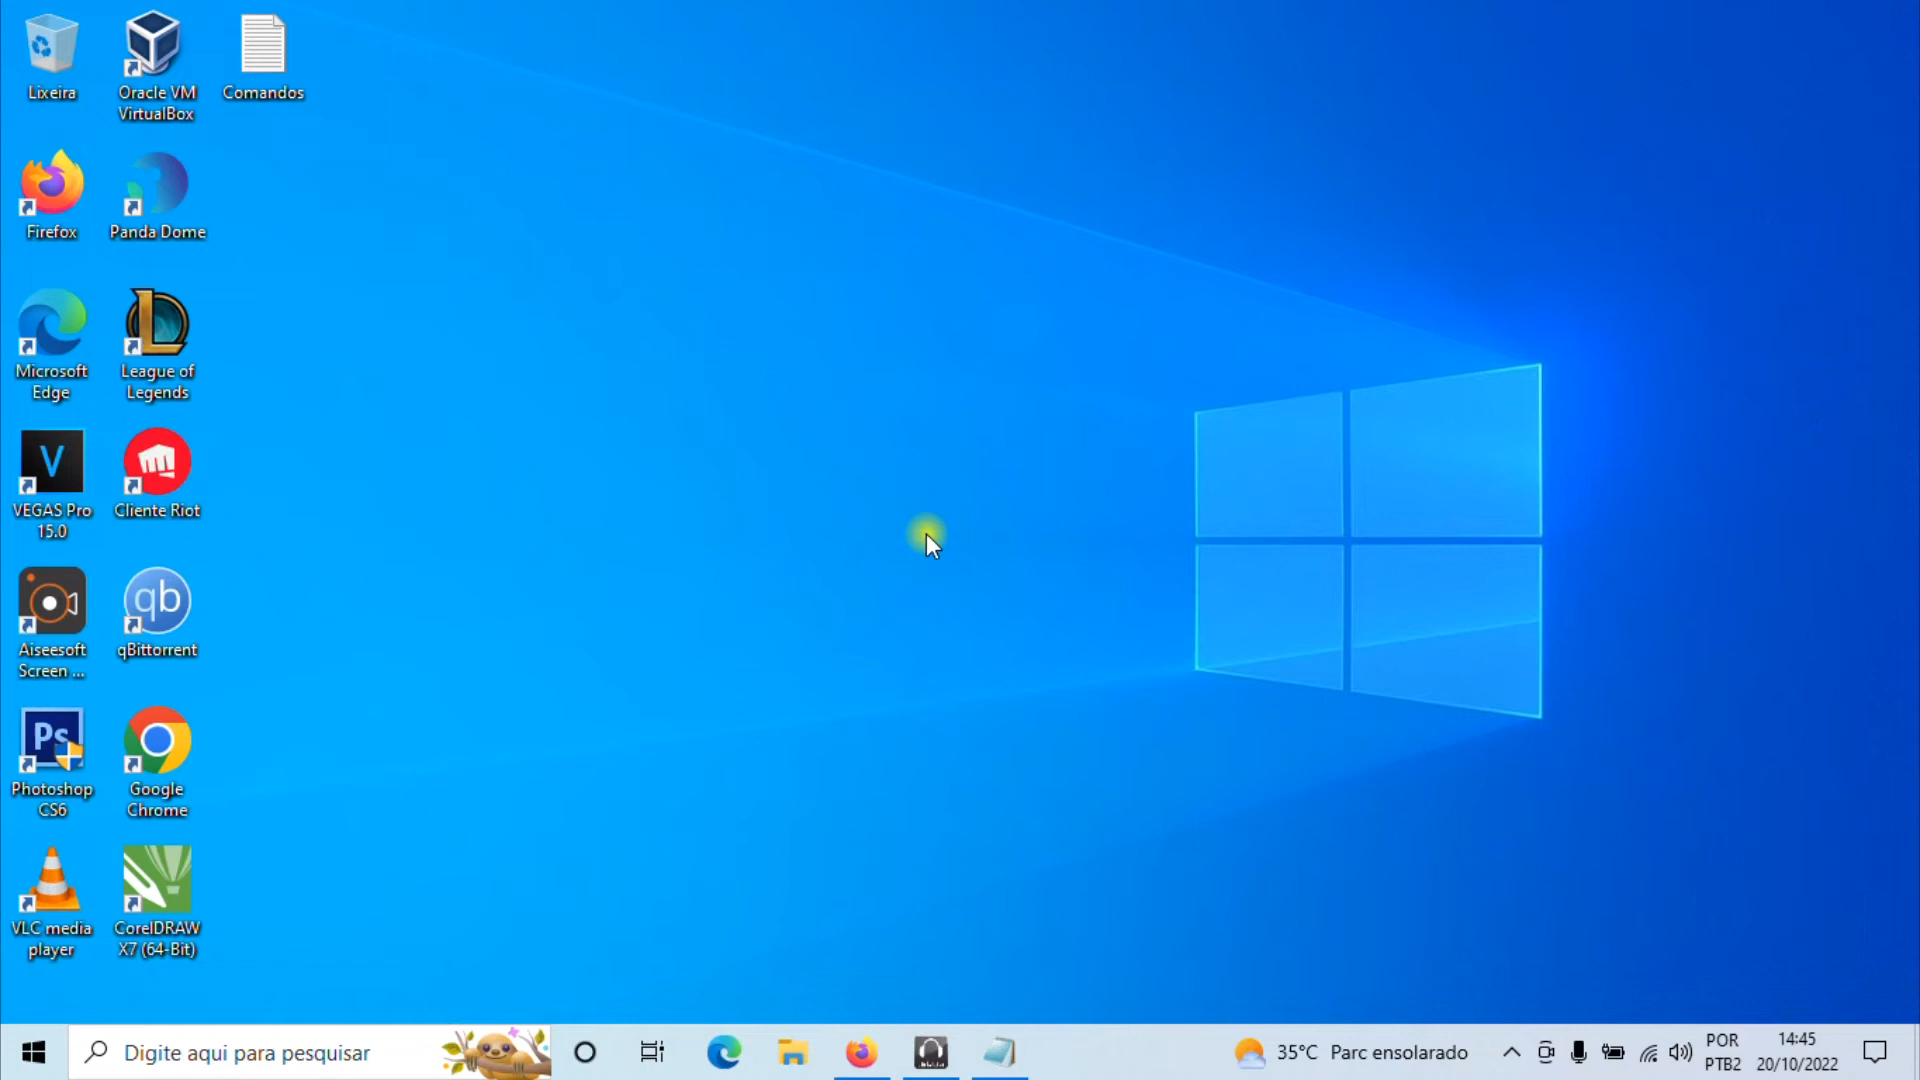 Lixeira
Oracle VM
VirtualBox
Comandos
Firefox
Panda Dome
Microsoft
Edge
League of
Legends
V
VEGAS Pro
15.0
Cliente Riot
qb
Aiseesoft
Screen ...
qBittorrent
Ps
Photoshop
CS6
Google
Chrome
VLC media
player
CorelDRAW
X7 (64-Bit)
Digite aqui para pesquisar
35°C Parc ensolarado
POR
PTB2
14:45
20/10/2022